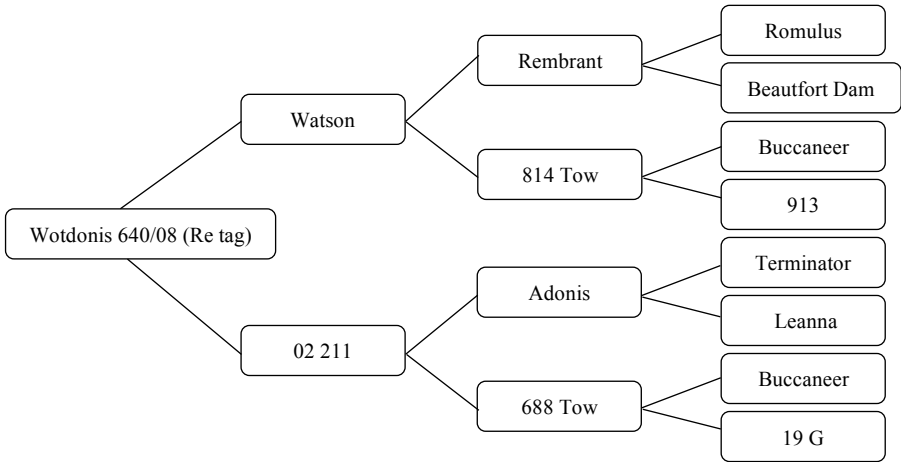 Romulus
Rembrant
Beautfort Dam
Watson
Buccaneer
814 Tow
913
Wotdonis 640/08 (Re tag)
Terminator
Adonis
Leanna
02 211
Buccaneer
688 Tow
19 G